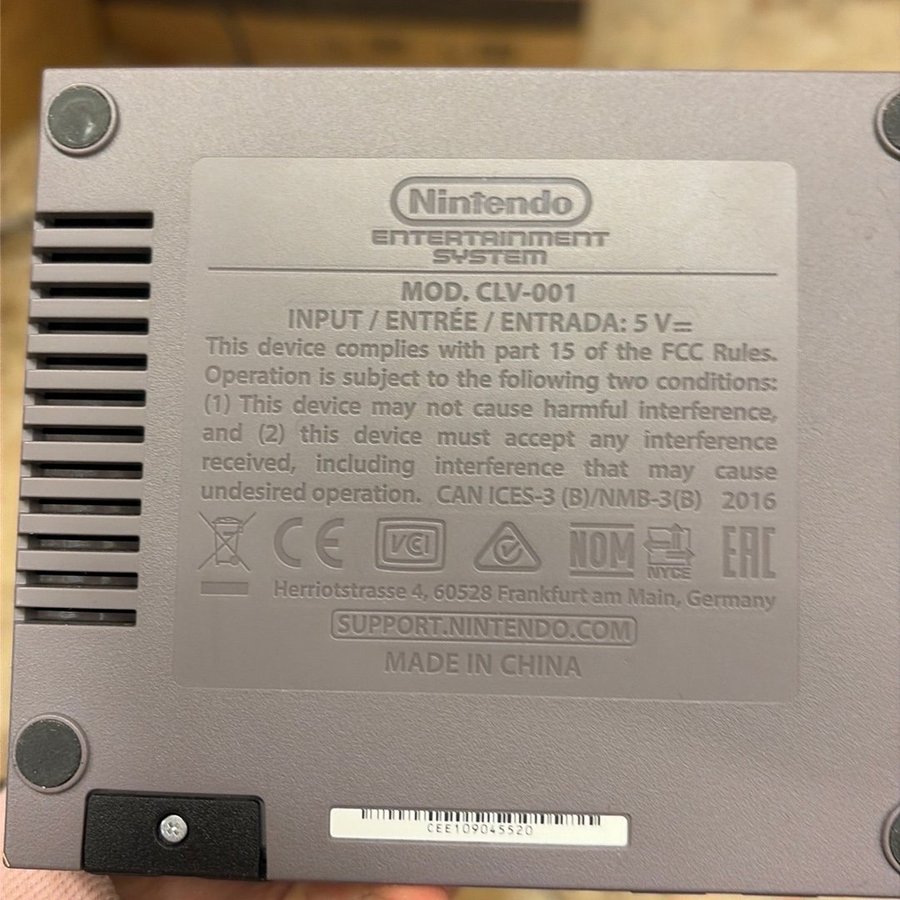 Nintendo
ENTERTAINMENT
SYSTEM
MOD. CLV-001
INPUT / ENTRÉE / ENTRADA: 5 V⎓
This device complies with part 15 of the FCC Rules.
Operation is subject to the following two conditions:
(1) This device may not cause harmful interference,
and (2) this device must accept any interference
received, including interference that may cause
undesired operation. CAN ICES-3 (B)/NMB-3(B) 2016
CE VCI NOM NYCE EAC
Herriotstrasse 4, 60528 Frankfurt am Main, Germany
SUPPORT.NINTENDO.COM
MADE IN CHINA
CEE109045520